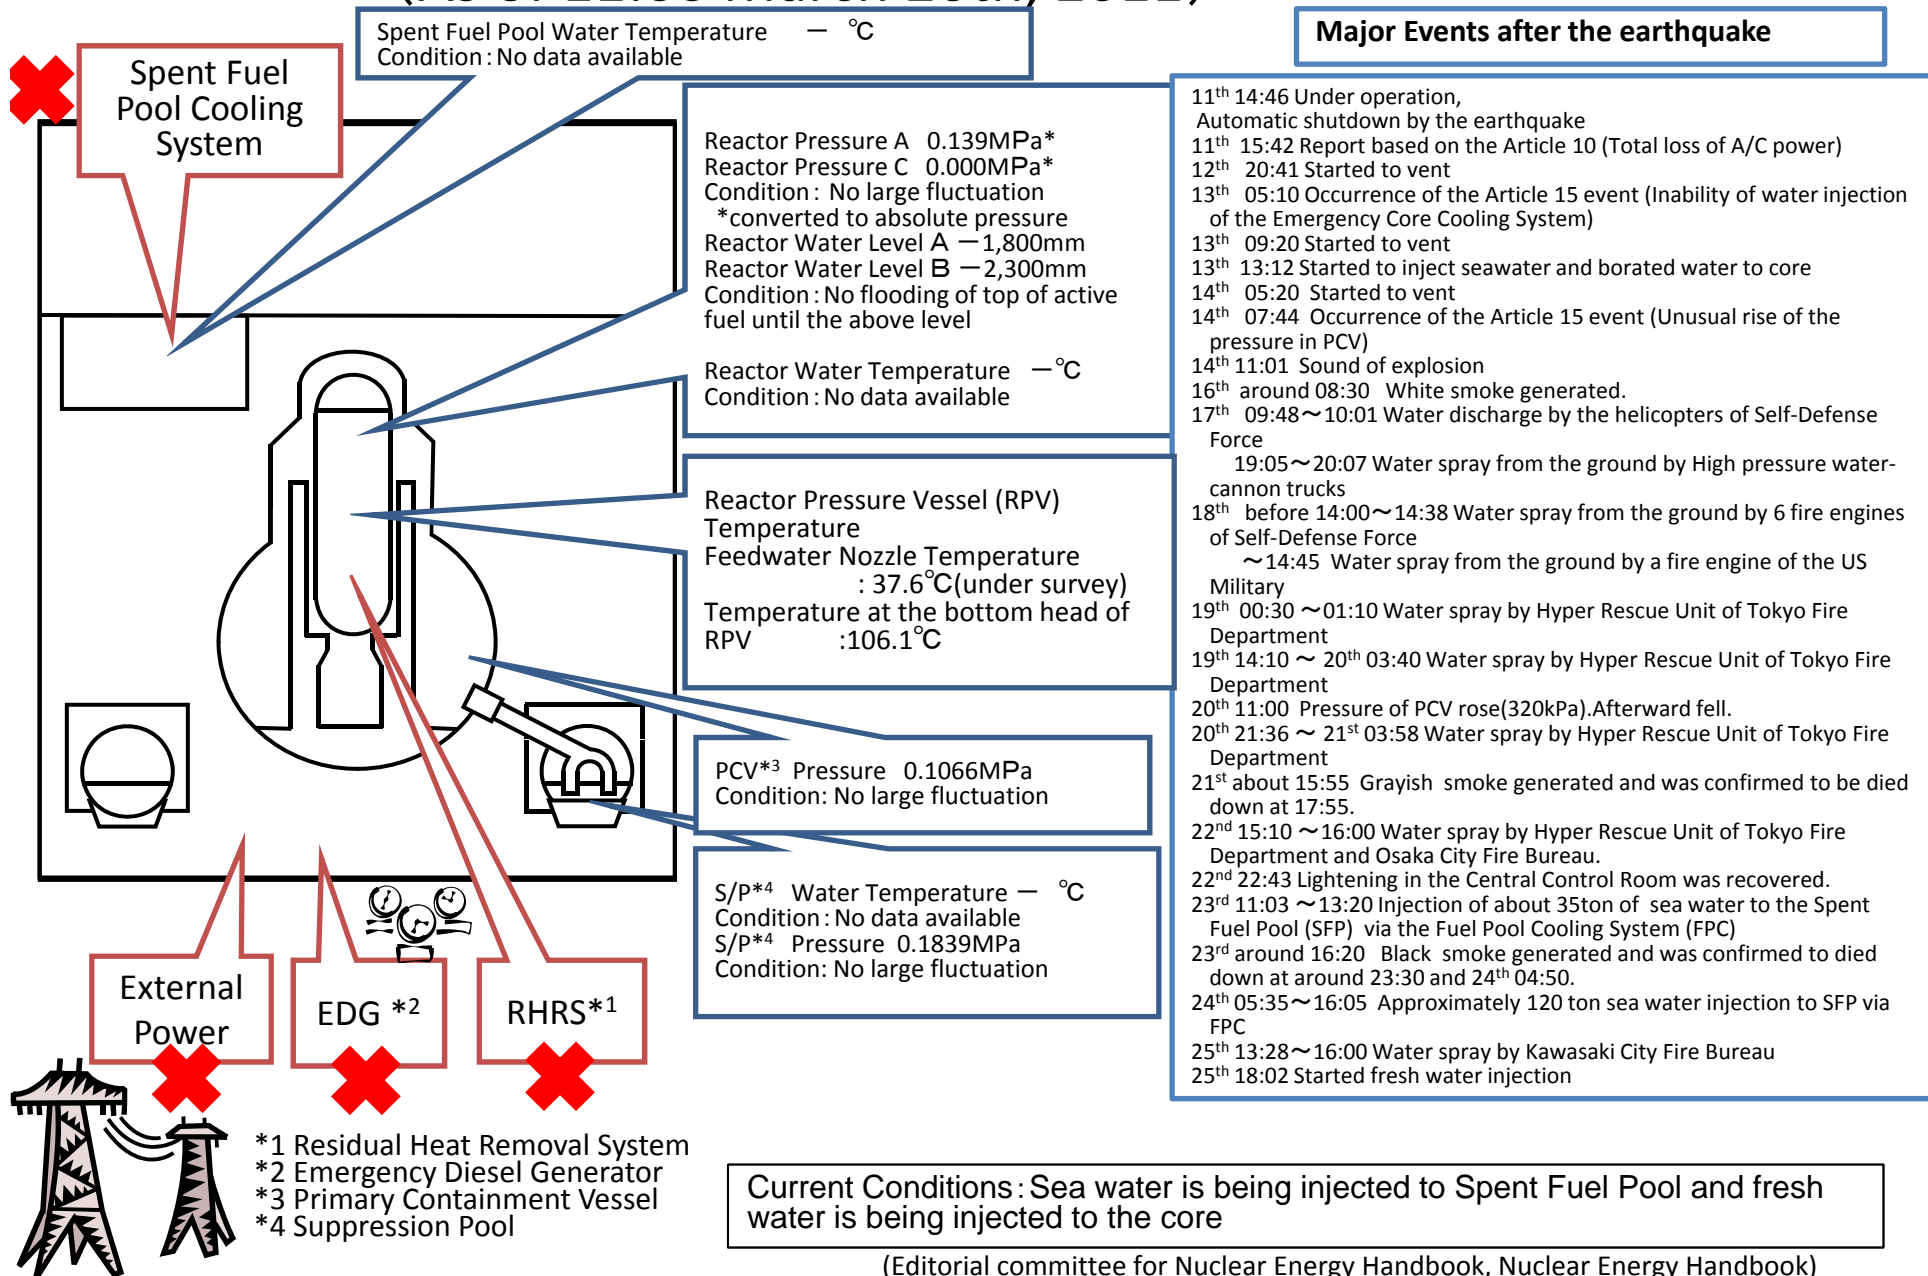 Spent Fuel Pool Water Temperature － ℃
Condition：No data available
Major Events after the earthquake
Spent Fuel
Pool Cooling
System
Reactor Pressure A 0.139MPa*
Reactor Pressure C 0.000MPa*
Condition： No large fluctuation
*converted to absolute pressure
Reactor Water Level A －1,800mm
Reactor Water Level B －2,300mm
Condition：No flooding of top of active
fuel until the above level
Reactor Water Temperature －℃
Condition：No data available
Reactor Pressure Vessel (RPV)
Temperature
Feedwater Nozzle Temperature
: 37.6℃(under survey)
Temperature at the bottom head of
RPV :106.1℃
PCV*3 Pressure 0.1066MPa
Condition: No large fluctuation
S/P*4 Water Temperature － ℃
Condition：No data available
S/P*4 Pressure 0.1839MPa
Condition: No large fluctuation
11th 14:46 Under operation,
Automatic shutdown by the earthquake
11th 15:42 Report based on the Article 10 (Total loss of A/C power)
12th 20:41 Started to vent
13th 05:10 Occurrence of the Article 15 event (Inability of water injection
of the Emergency Core Cooling System)
13th 09:20 Started to vent
13th 13:12 Started to inject seawater and borated water to core
14th 05:20 Started to vent
14th 07:44 Occurrence of the Article 15 event (Unusual rise of the
pressure in PCV)
14th 11:01 Sound of explosion
16th around 08:30 White smoke generated.
17th 09:48～10:01 Water discharge by the helicopters of Self-Defense
Force
19:05～20:07 Water spray from the ground by High pressure water-
cannon trucks
18th before 14:00～14:38 Water spray from the ground by 6 fire engines
of Self-Defense Force
～14:45 Water spray from the ground by a fire engine of the US
Military
19th 00:30 ～01:10 Water spray by Hyper Rescue Unit of Tokyo Fire
Department
19th 14:10 ～ 20th 03:40 Water spray by Hyper Rescue Unit of Tokyo Fire
Department
20th 11:00 Pressure of PCV rose(320kPa).Afterward fell.
20th 21:36 ～ 21st 03:58 Water spray by Hyper Rescue Unit of Tokyo Fire
Department
21st about 15:55 Grayish smoke generated and was confirmed to be died
down at 17:55.
22nd 15:10 ～16:00 Water spray by Hyper Rescue Unit of Tokyo Fire
Department and Osaka City Fire Bureau.
22nd 22:43 Lightening in the Central Control Room was recovered.
23rd 11:03 ～13:20 Injection of about 35ton of sea water to the Spent
Fuel Pool (SFP) via the Fuel Pool Cooling System (FPC)
23rd around 16:20 Black smoke generated and was confirmed to died
down at around 23:30 and 24th 04:50.
24th 05:35～16:05 Approximately 120 ton sea water injection to SFP via
FPC
25th 13:28～16:00 Water spray by Kawasaki City Fire Bureau
25th 18:02 Started fresh water injection
External
Power
EDG *2
RHRS*1
*1 Residual Heat Removal System
*2 Emergency Diesel Generator
*3 Primary Containment Vessel
*4 Suppression Pool
Current Conditions：Sea water is being injected to Spent Fuel Pool and fresh
water is being injected to the core
(Editorial committee for Nuclear Energy Handbook, Nuclear Energy Handbook)